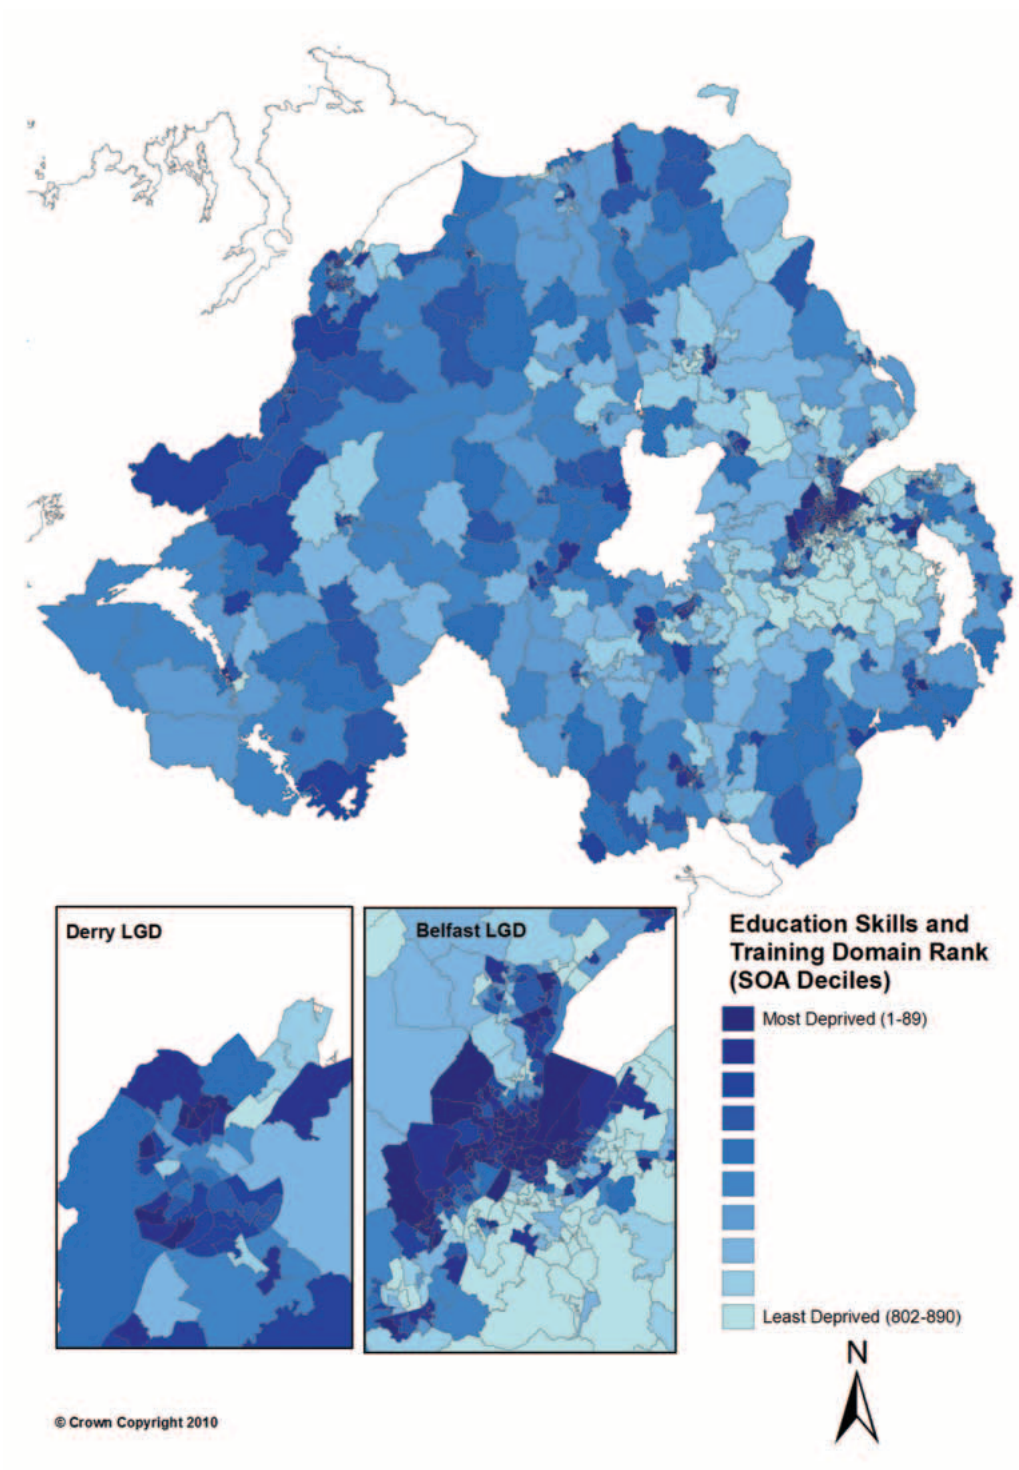 Derry LGD
Belfast LGD
Education Skills and
Training Domain Rank
(SOA Deciles)
Most Deprived (1-89)
Least Deprived (802-890)
N
© Crown Copyright 2010